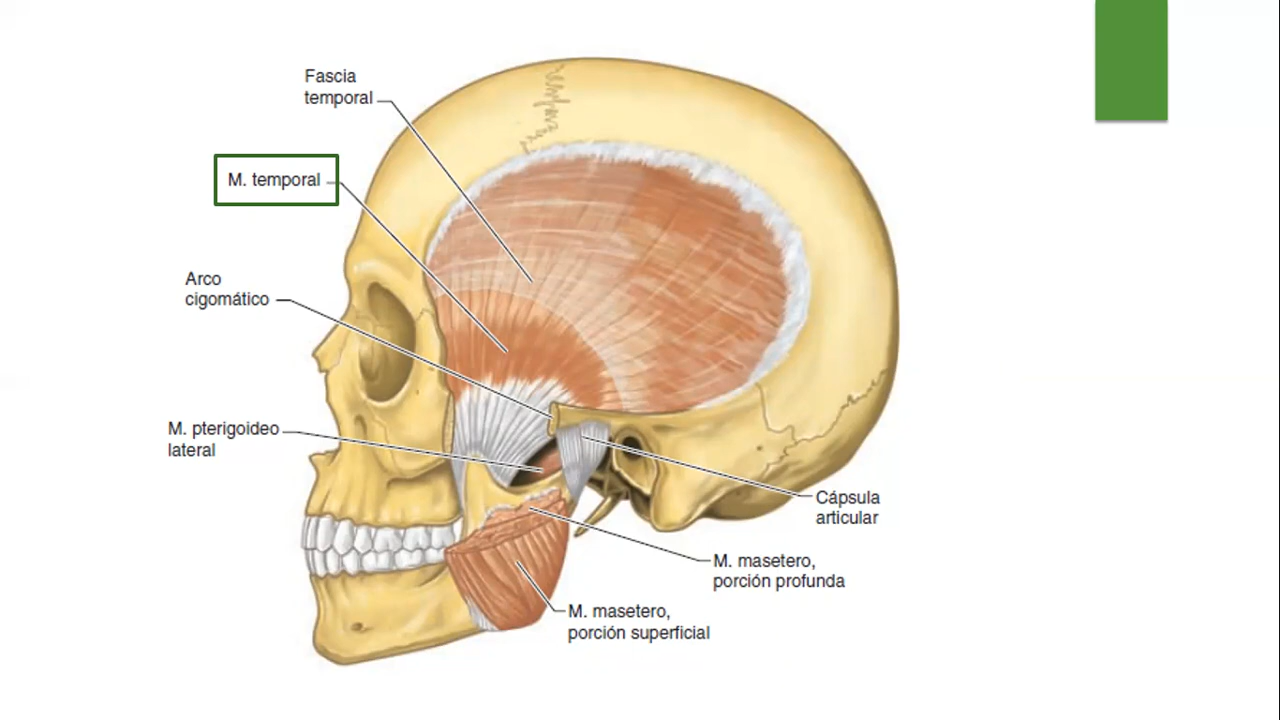 Fascia
temporal
M. temporal
Arco
cigomático
M. pterigoideo
lateral
Cápsula
articular
M. masetero,
porción profunda
M. masetero,
porción superficial